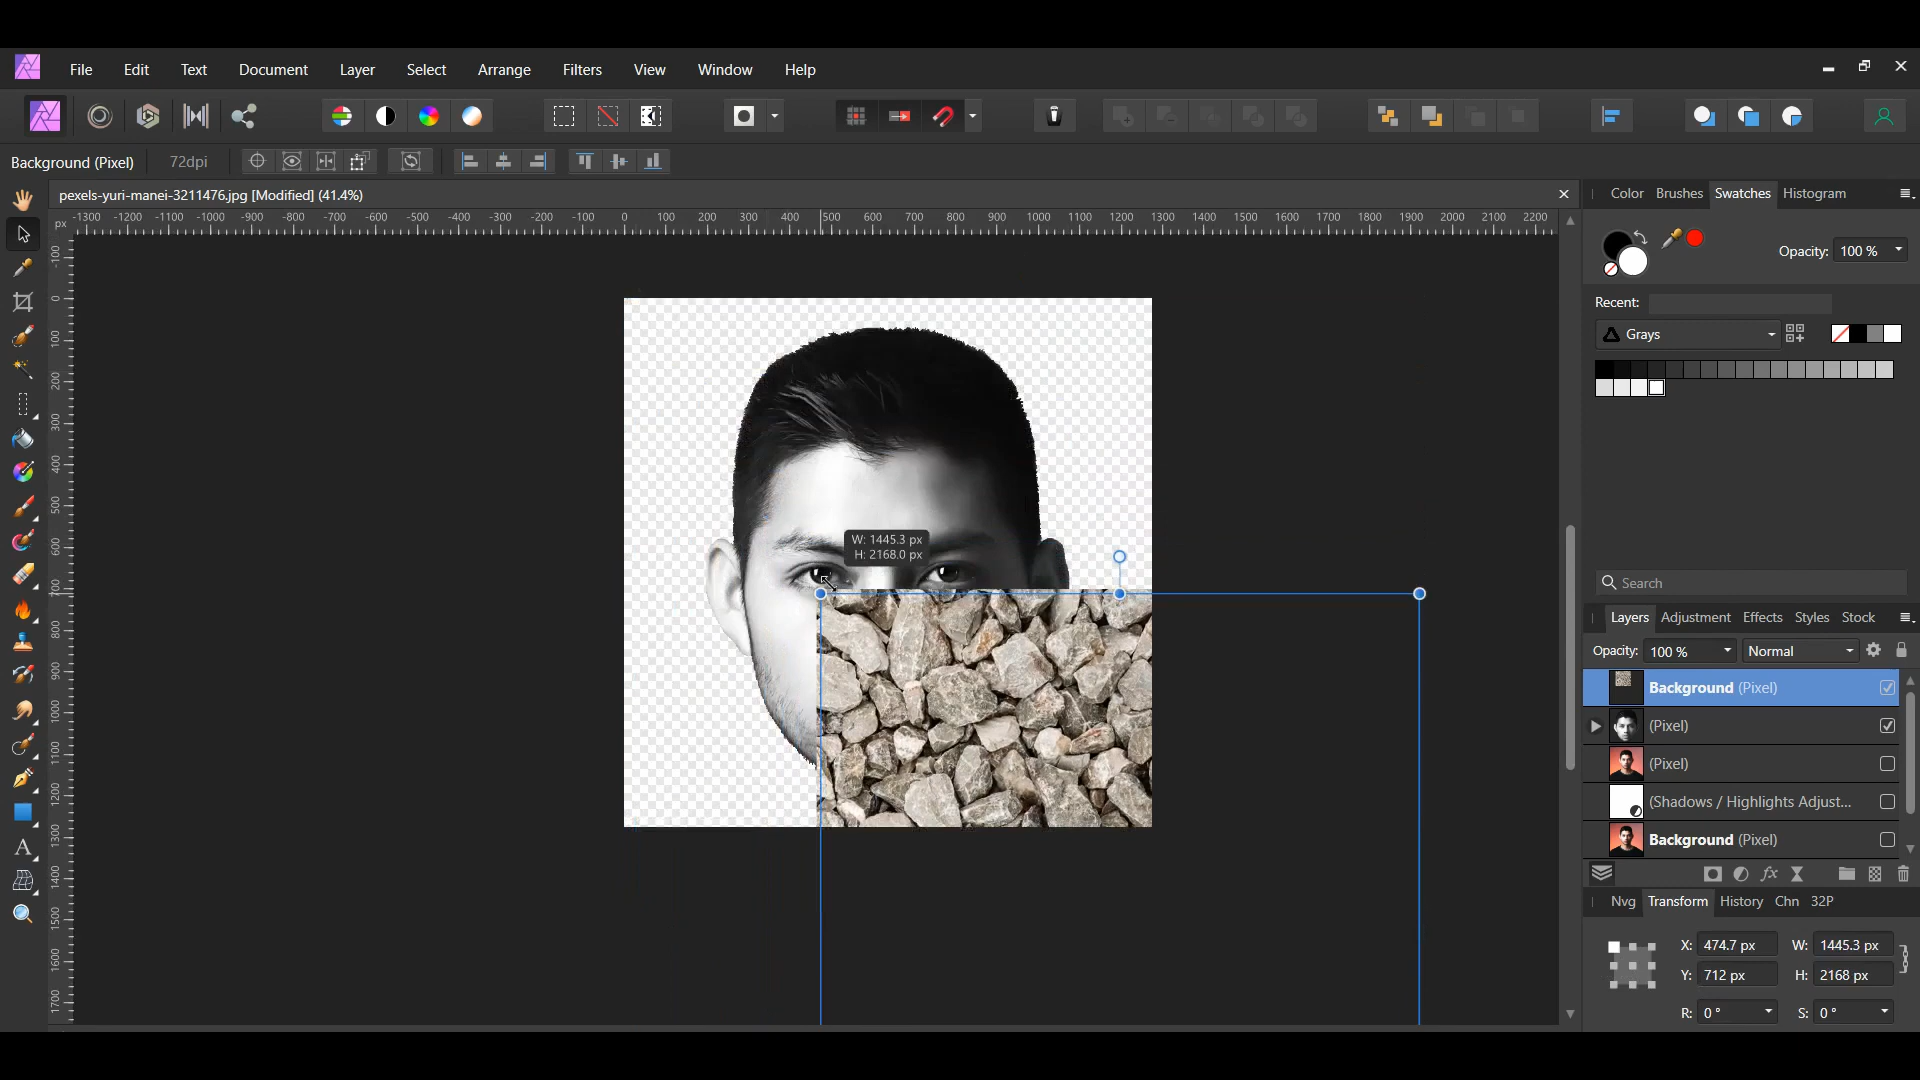 File Edit Text Document Layer Select Arrange Filters View Window Help
Background (Pixel) 72dpi
pexels-yuri-manei-3211476.jpg [Modified] (41.4%)
px -1300 -1200 -1100 -1000 -900 -800 -700 -600 -500 -400 -300 -200 -100 0 100 200 300 400 500 600 700 800 900 1000 1100 1200 1300 1400 1500 1600 1700 1800 1900 2000 2100 2200
-100
0
100
200
300
400
500
600
700
800
900
1000
1100
1200
1300
1400
1500
1600
1700
W: 1445.3 px
H: 2168.0 px
Color Brushes Swatches Histogram
Opacity: 100 %
Recent:
Grays
Search
Layers Adjustment Effects Styles Stock
Opacity: 100 % Normal
Background (Pixel)
(Pixel)
(Pixel)
(Shadows / Highlights Adjust...
Background (Pixel)
Nvg Transform History Chn 32P
X: 474.7 px W: 1445.3 px
Y: 712 px H: 2168 px
R: 0 ° S: 0 °